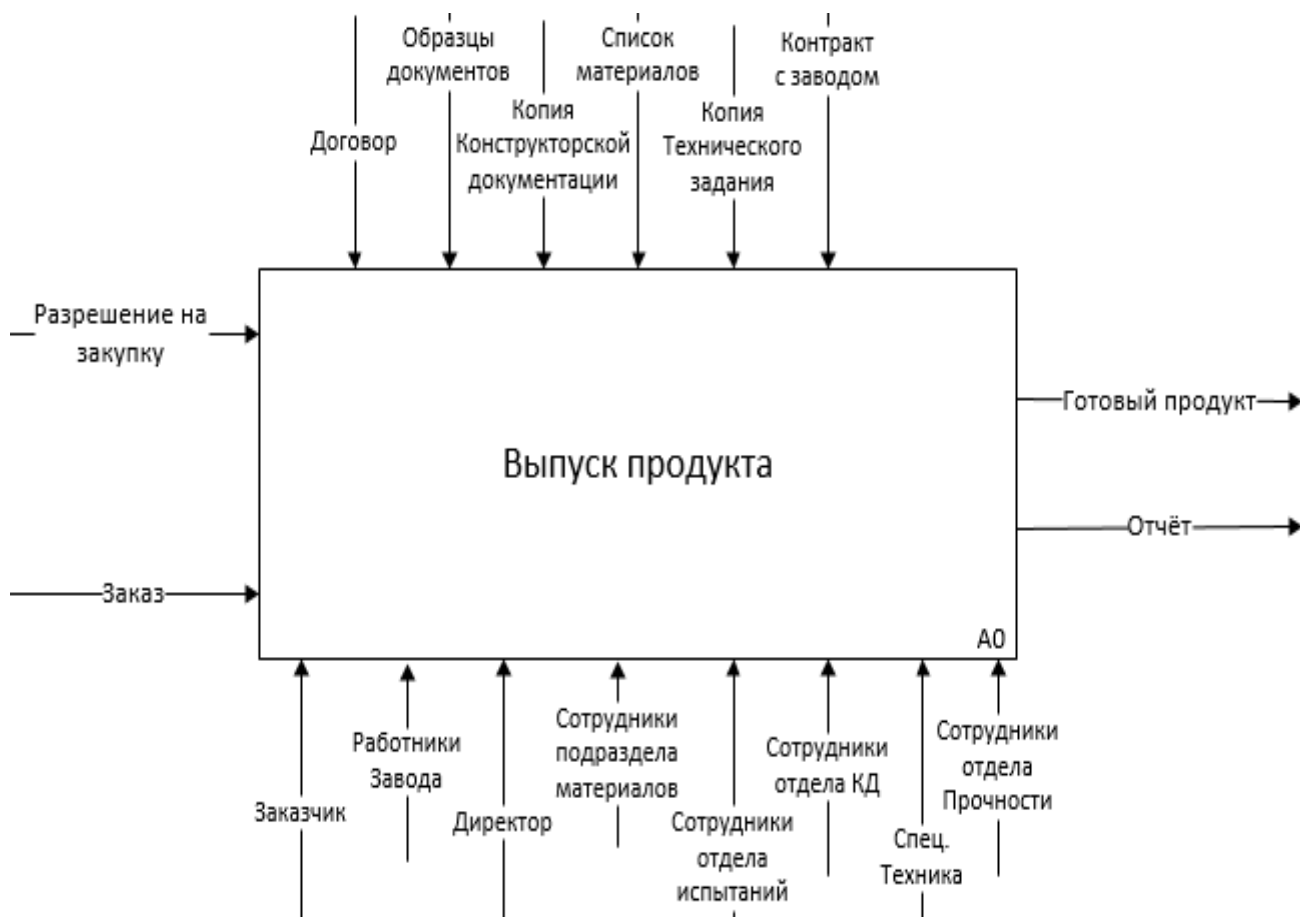 Образцы
документов
Список
материалов
Контракт
с заводом
Договор
Копия
Конструкторской
документации
Копия
Технического
задания
Разрешение на
закупку
Готовый продукт
Выпуск продукта
Отчёт
Заказ
А0
Заказчик
Работники
Завода
Директор
Сотрудники
подраздела
материалов
Сотрудники
отдела
испытаний
Сотрудники
отдела КД
Спец.
Техника
Сотрудники
отдела
Прочности